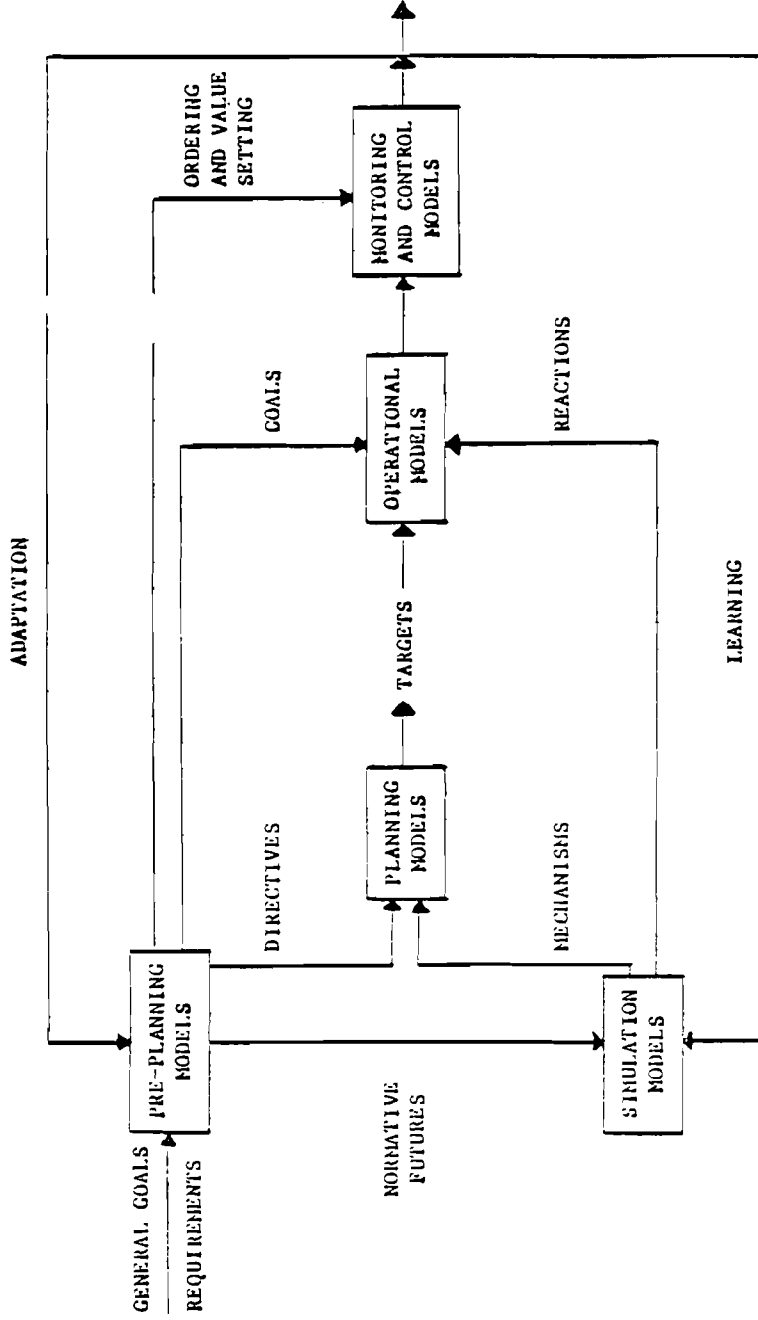 ADAPTATION
ORDERING
AND VALUE
SETTING
GENERAL GOALS
REQUIREMENTS
PRE-PLANNING
MODELS
GOALS
DIRECTIVES
NORMATIVE
FUTURES
PLANNING
MODELS
TARGETS
OPERATIONAL
MODELS
MONITORING
AND CONTROL
MODELS
MECHANISMS
REACTIONS
SIMULATION
MODELS
LEARNING